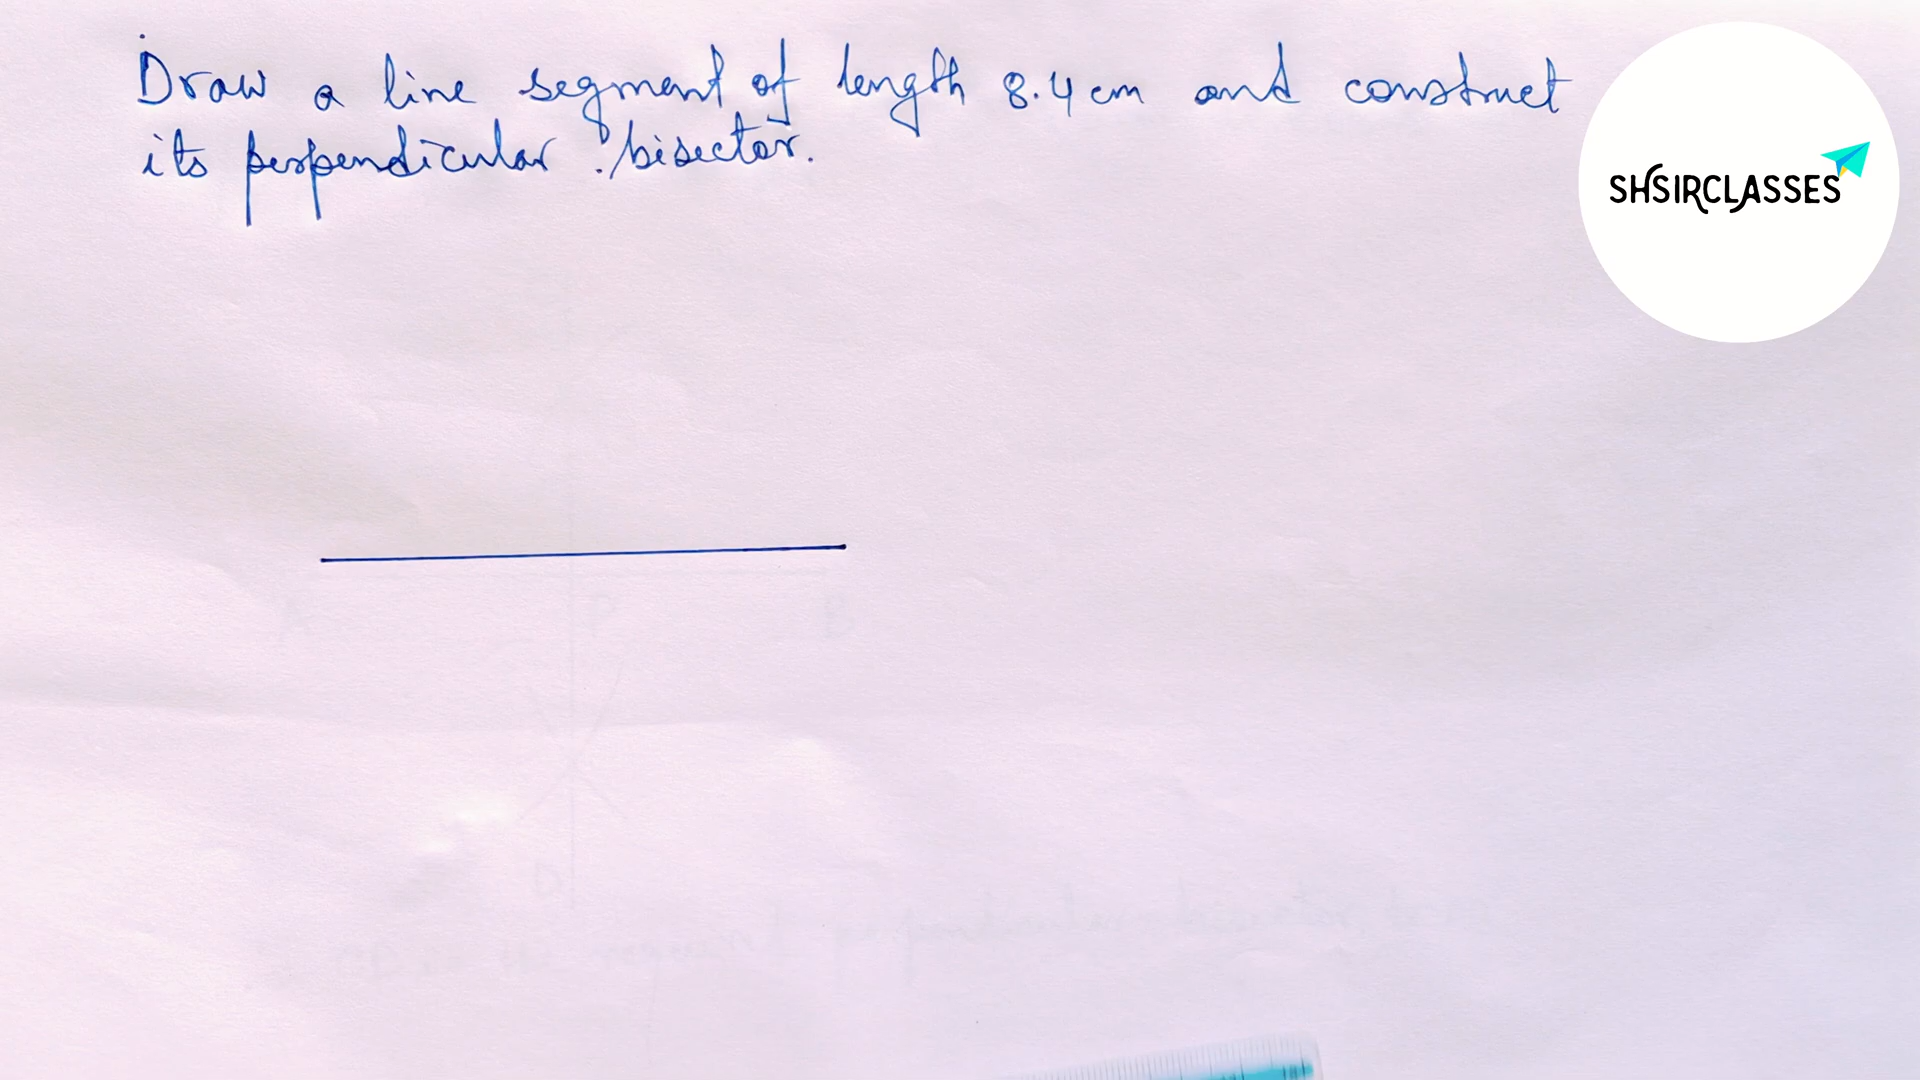 Draw a line segment of length 8.4 cm and construct
its perpendicular bisector.
SHSIRCLASSES
A P B
Q